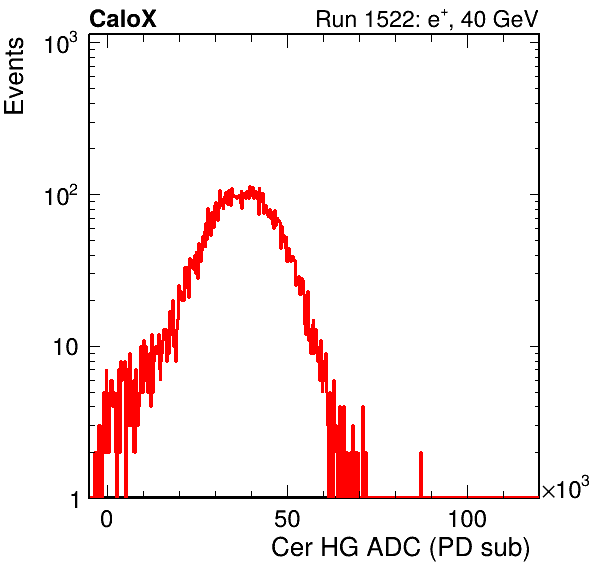 CaloX Run 1522: e⁺, 40 GeV
Events
10³
10²
10
1
0 50 100 ×10³
Cer HG ADC (PD sub)